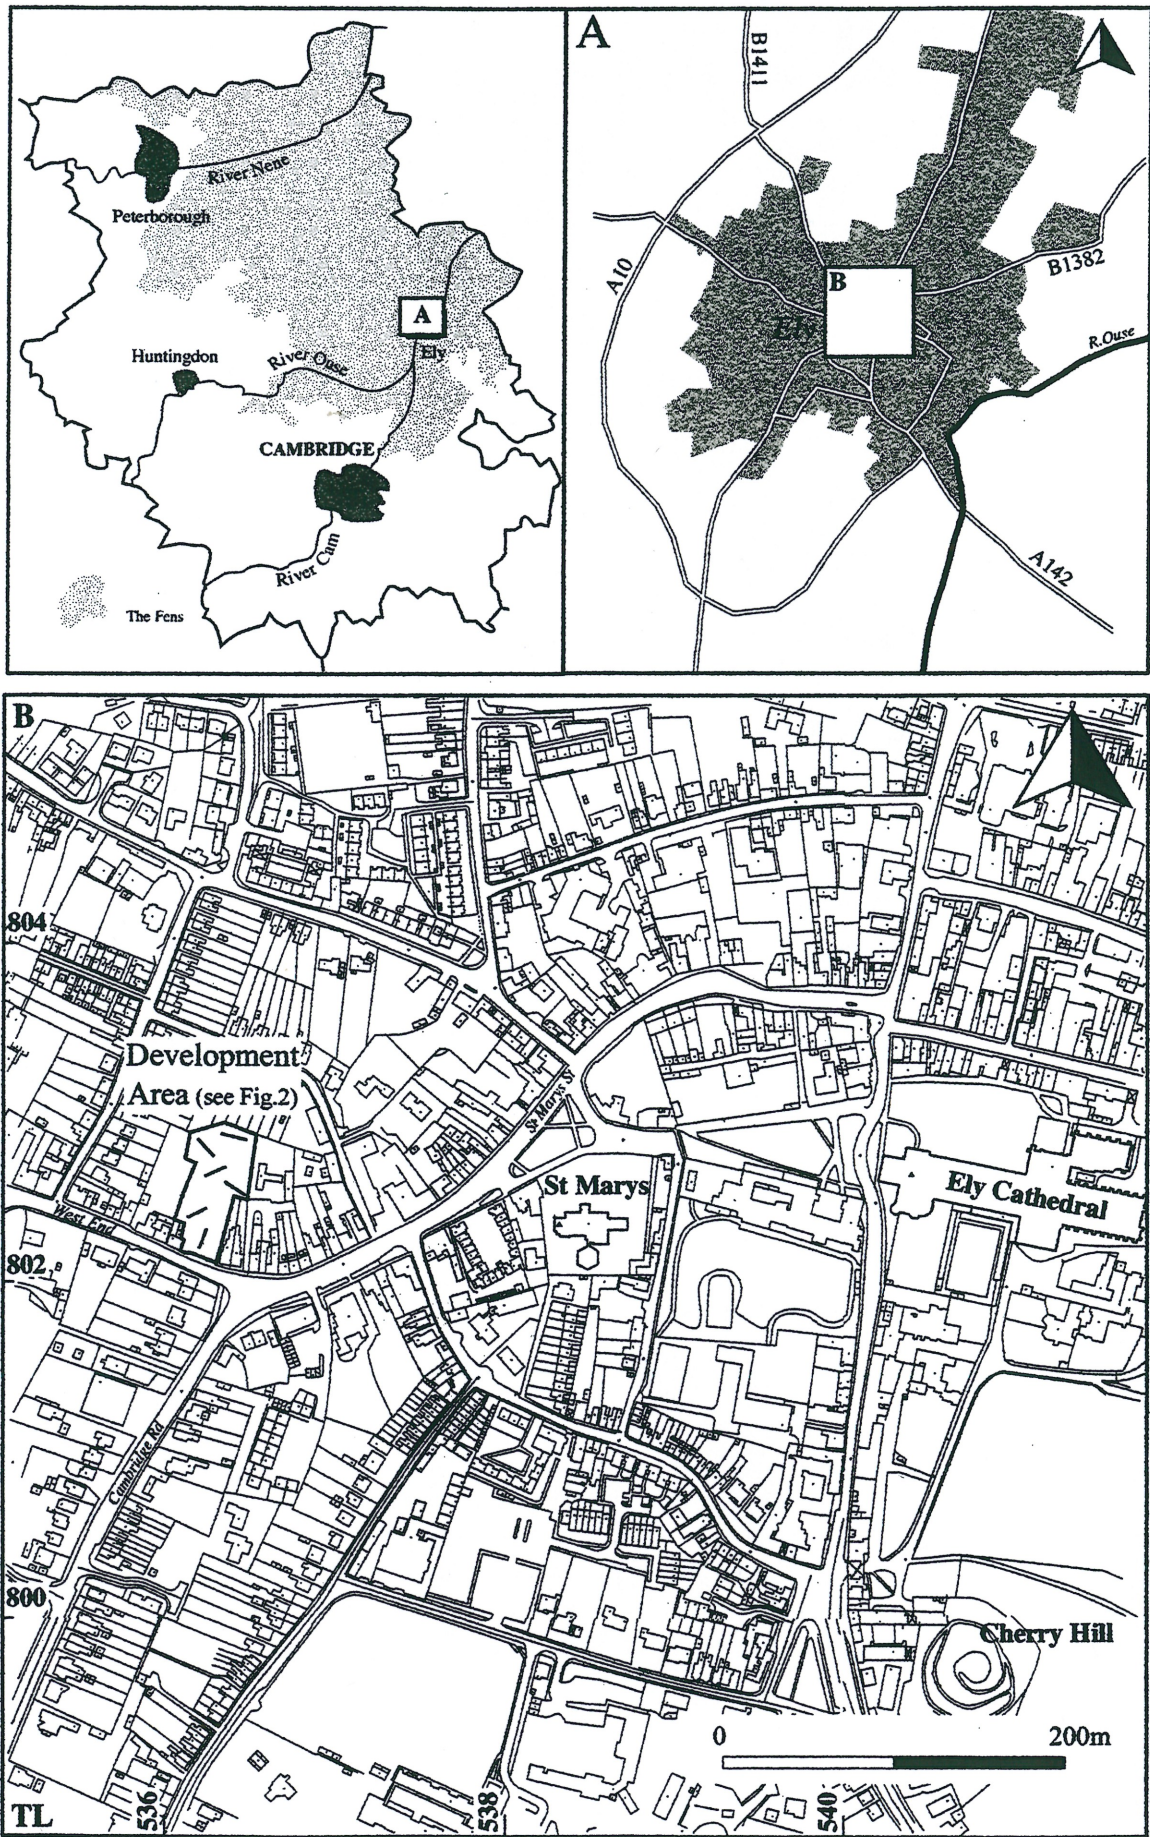 River Nene
Peterborough
A
Ely
Huntingdon
River Ouse
CAMBRIDGE
River Cam
The Fens
A
B1411
A10
B
Ely
B1382
R.Ouse
A142
B
804
Development
Area (see Fig.2)
St Mary's St
St Marys
Ely Cathedral
West End
802
Cambridge Rd
800
Cherry Hill
0 200m
TL
536
538
540